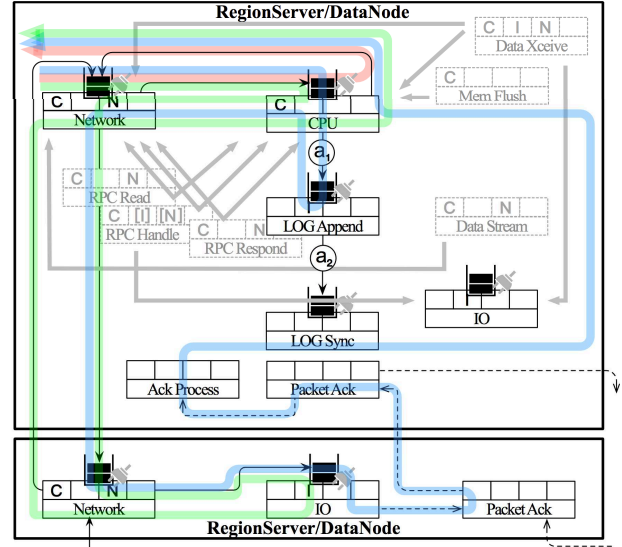 RegionServer/DataNode
C I N
Data Xceive
C
Mem Flush
C N
Network
C
CPU
a1
C N
RPC Read
C [I] [N]
RPC Handle
C N
RPC Respond
LOG Append
C N
Data Stream
a2
IO
LOG Sync
Ack Process
Packet Ack
C N
Network
I
IO
Packet Ack
RegionServer/DataNode